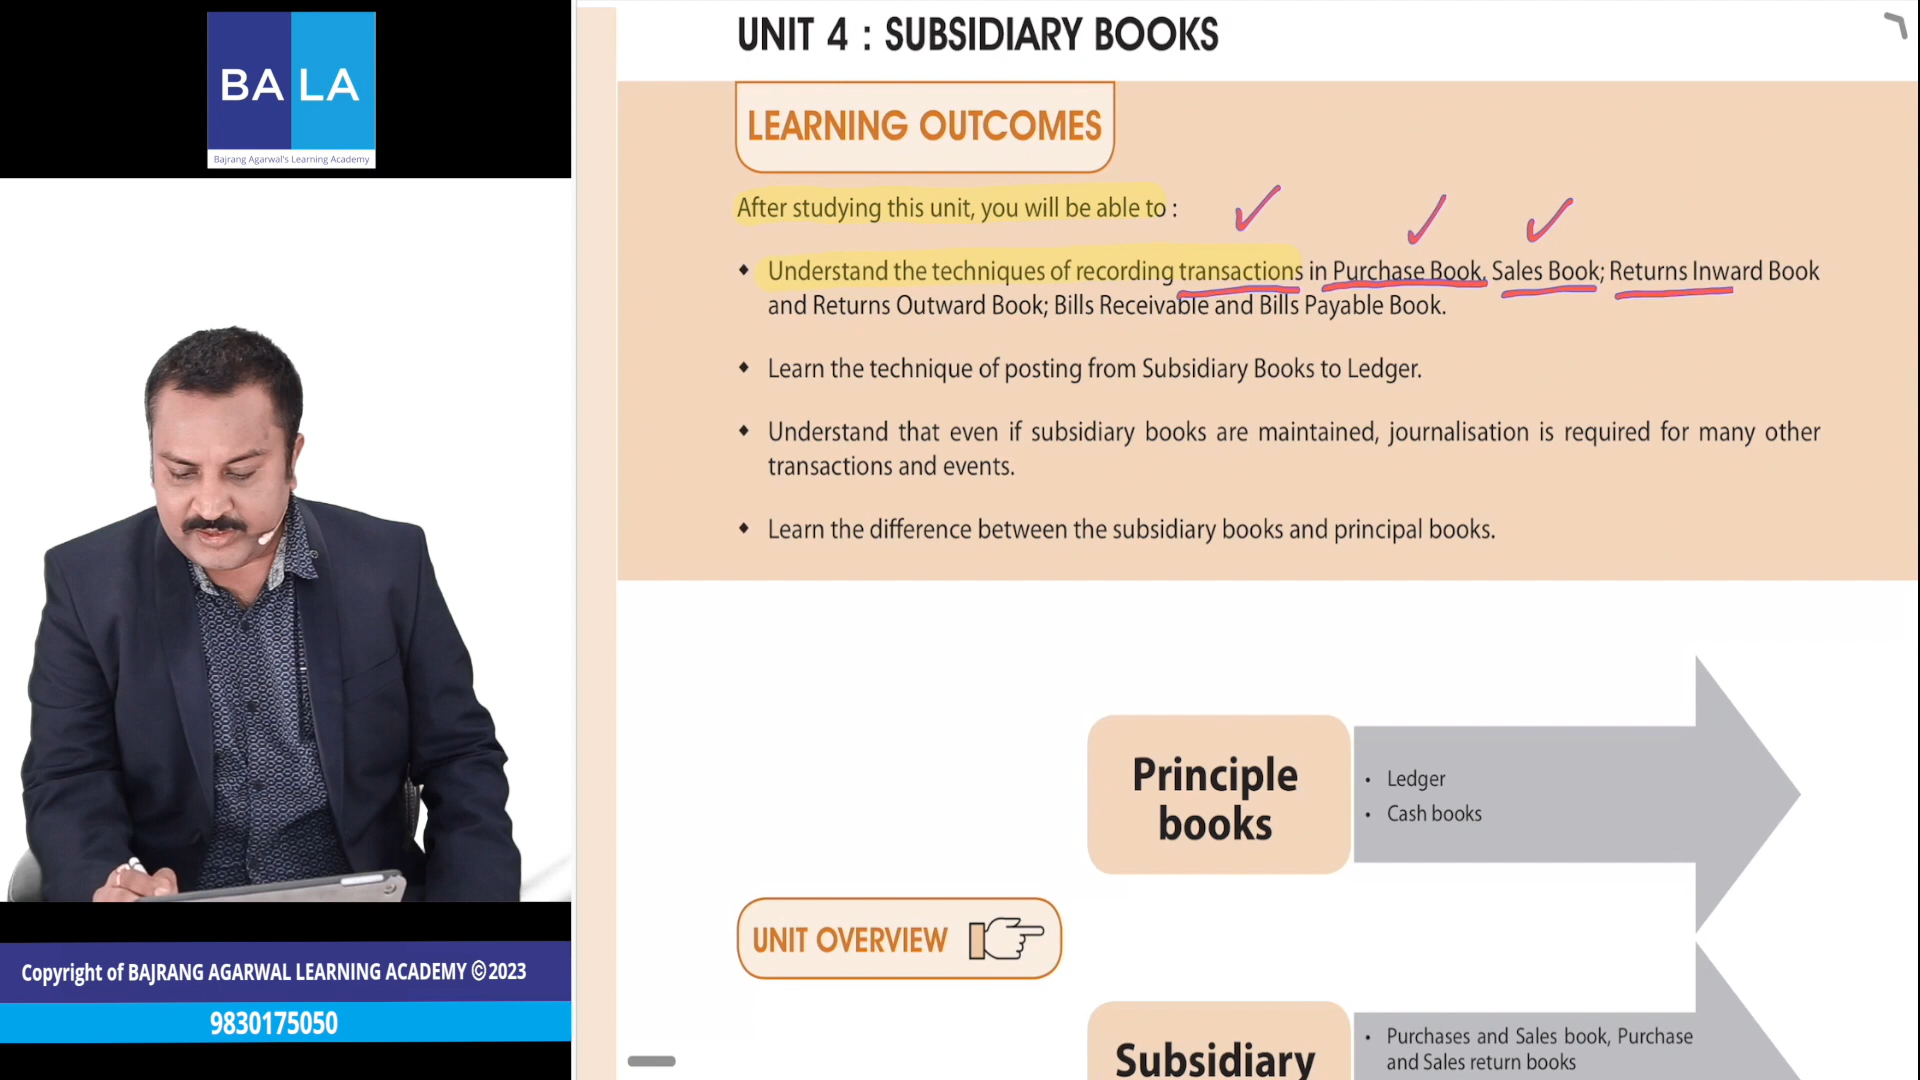 BA LA
Bajrang Agarwal's Learning Academy
Copyright of BAJRANG AGARWAL LEARNING ACADEMY ©2023
9830175050
UNIT 4 : SUBSIDIARY BOOKS
LEARNING OUTCOMES
After studying this unit, you will be able to :
Understand the techniques of recording transactions in Purchase Book, Sales Book; Returns Inward Book
and Returns Outward Book; Bills Receivable and Bills Payable Book.
Learn the technique of posting from Subsidiary Books to Ledger.
Understand that even if subsidiary books are maintained, journalisation is required for many other
transactions and events.
Learn the difference between the subsidiary books and principal books.
Principle
books
• Ledger
• Cash books
UNIT OVERVIEW
Subsidiary
• Purchases and Sales book, Purchase
and Sales return books